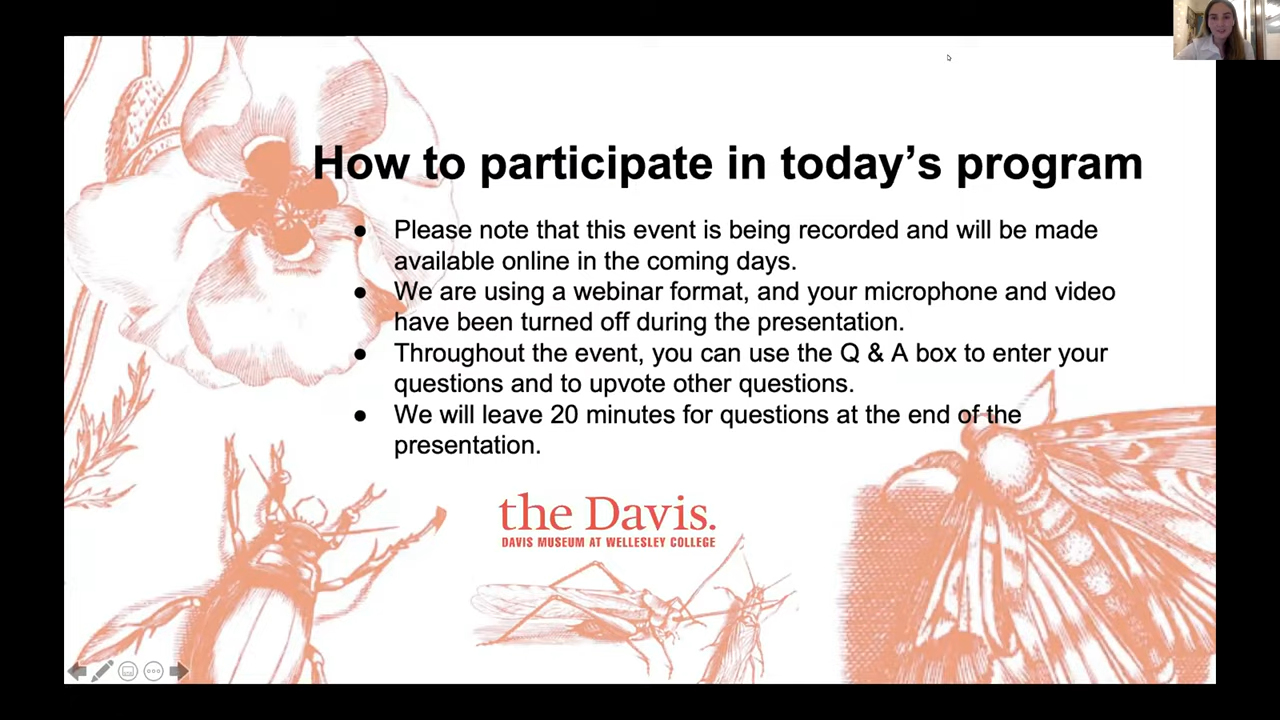 How to participate in today’s program
● Please note that this event is being recorded and will be made
available online in the coming days.
● We are using a webinar format, and your microphone and video
have been turned off during the presentation.
● Throughout the event, you can use the Q & A box to enter your
questions and to upvote other questions.
● We will leave 20 minutes for questions at the end of the
presentation.
the Davis.
DAVIS MUSEUM AT WELLESLEY COLLEGE